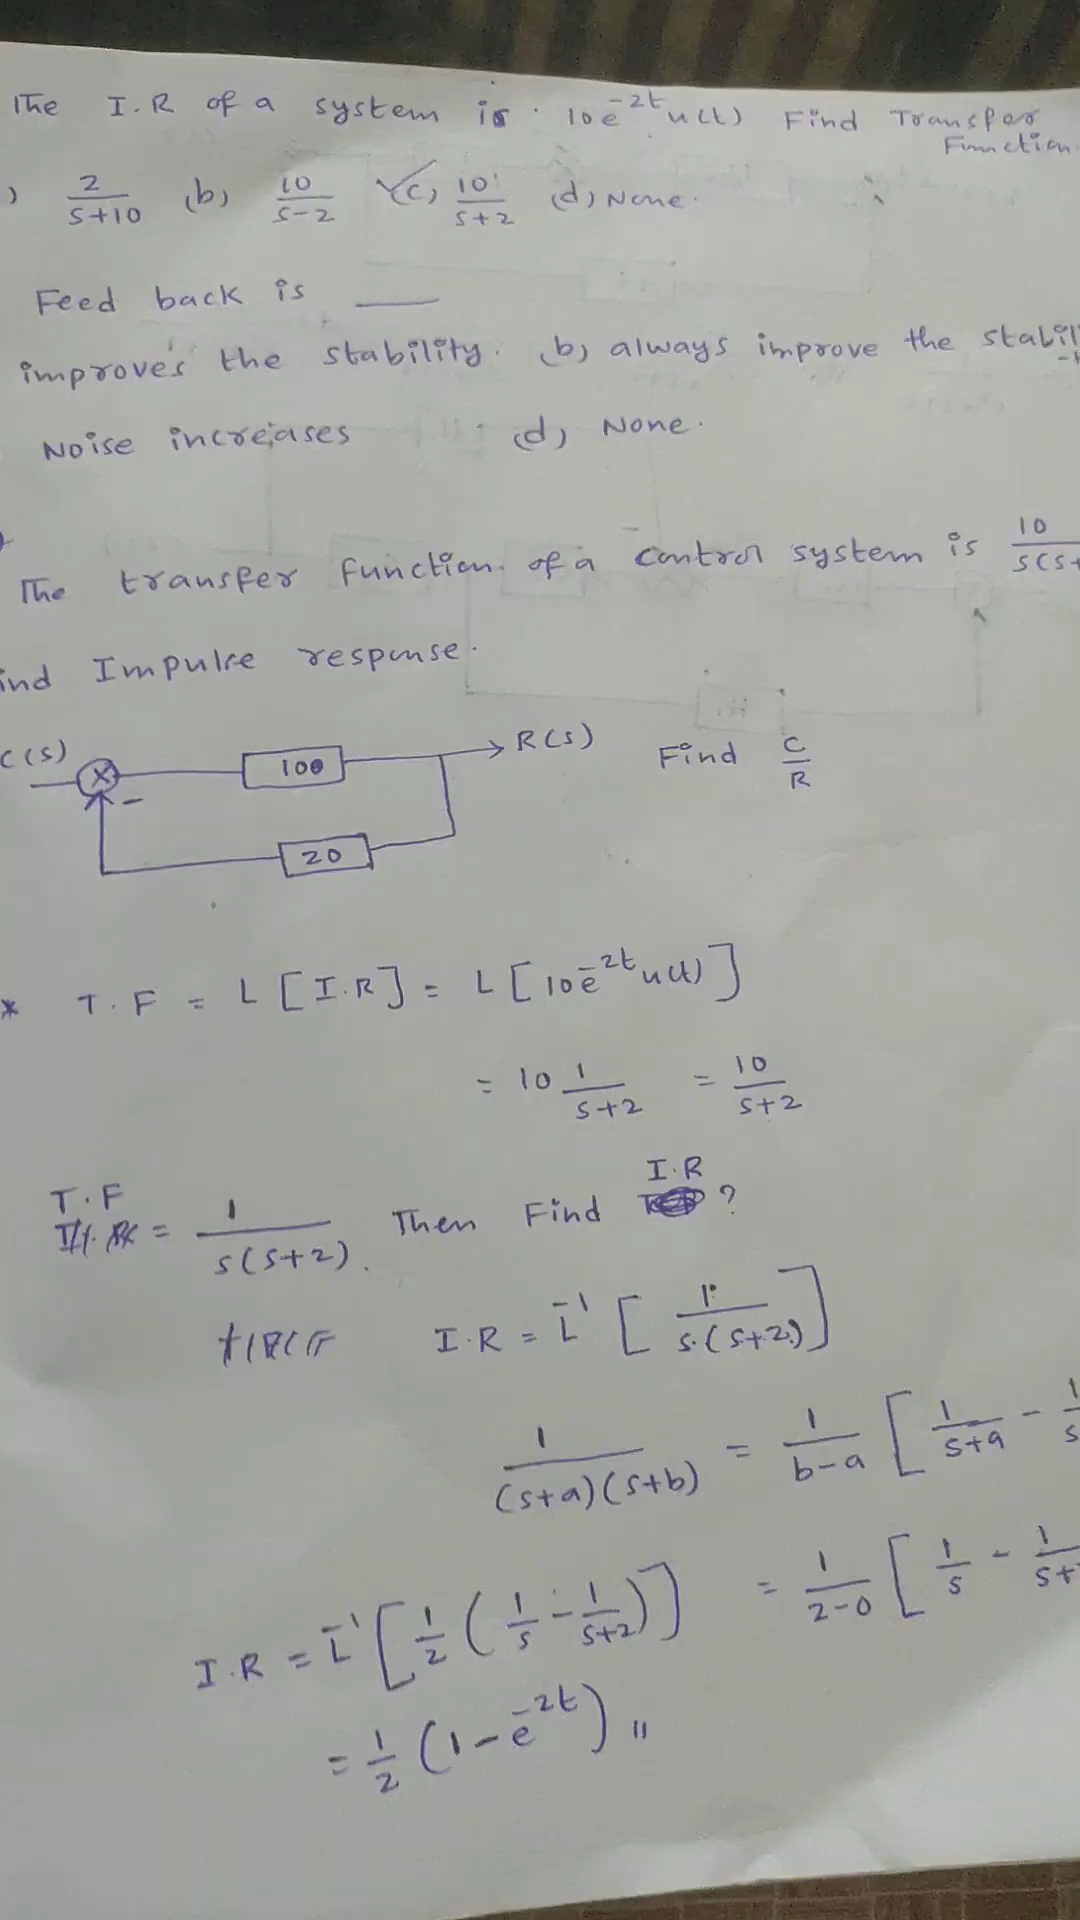 The I.R of a system is 10e^-2t u(t) Find Transfer Function.
) 2/s+10 (b) 10/s-2 ✓(c) 10/s+2 (d) None.
Feed back is ___
improves the stability. (b) always improve the stabil
Noise increases (d) None.
The transfer function of a control system is 10/s(s+
ind Impulse response.
C(s) X - 100 R(s) Find C/R
20
* T.F = L[I.R] = L[10e^-2t u(t)]
= 10 1/s+2 = 10/s+2
T.F = 1/s(s+2). Then Find I.R ?
I.R = L^-1 [1/s.(s+2)]
1/(s+a)(s+b) = 1/b-a [1/s+a - 1/s
= 1/2-0 [1/s - 1/s+
I.R = L^-1 [1/2 (1/s - 1/s+2)]
= 1/2 (1-e^-2t) 〃